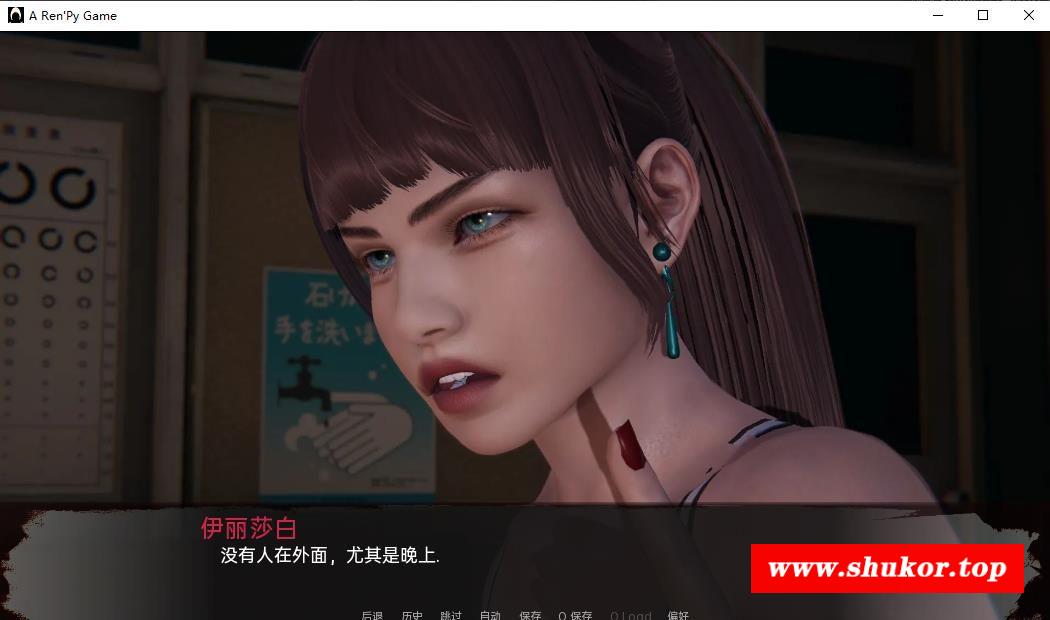 A Ren'Py Game
石け
手を洗いま
伊丽莎白
没有人在外面，尤其是晚上.
www.shukor.top
后退 历史 跳过 自动 保存 Q.保存 Q.Load 偏好